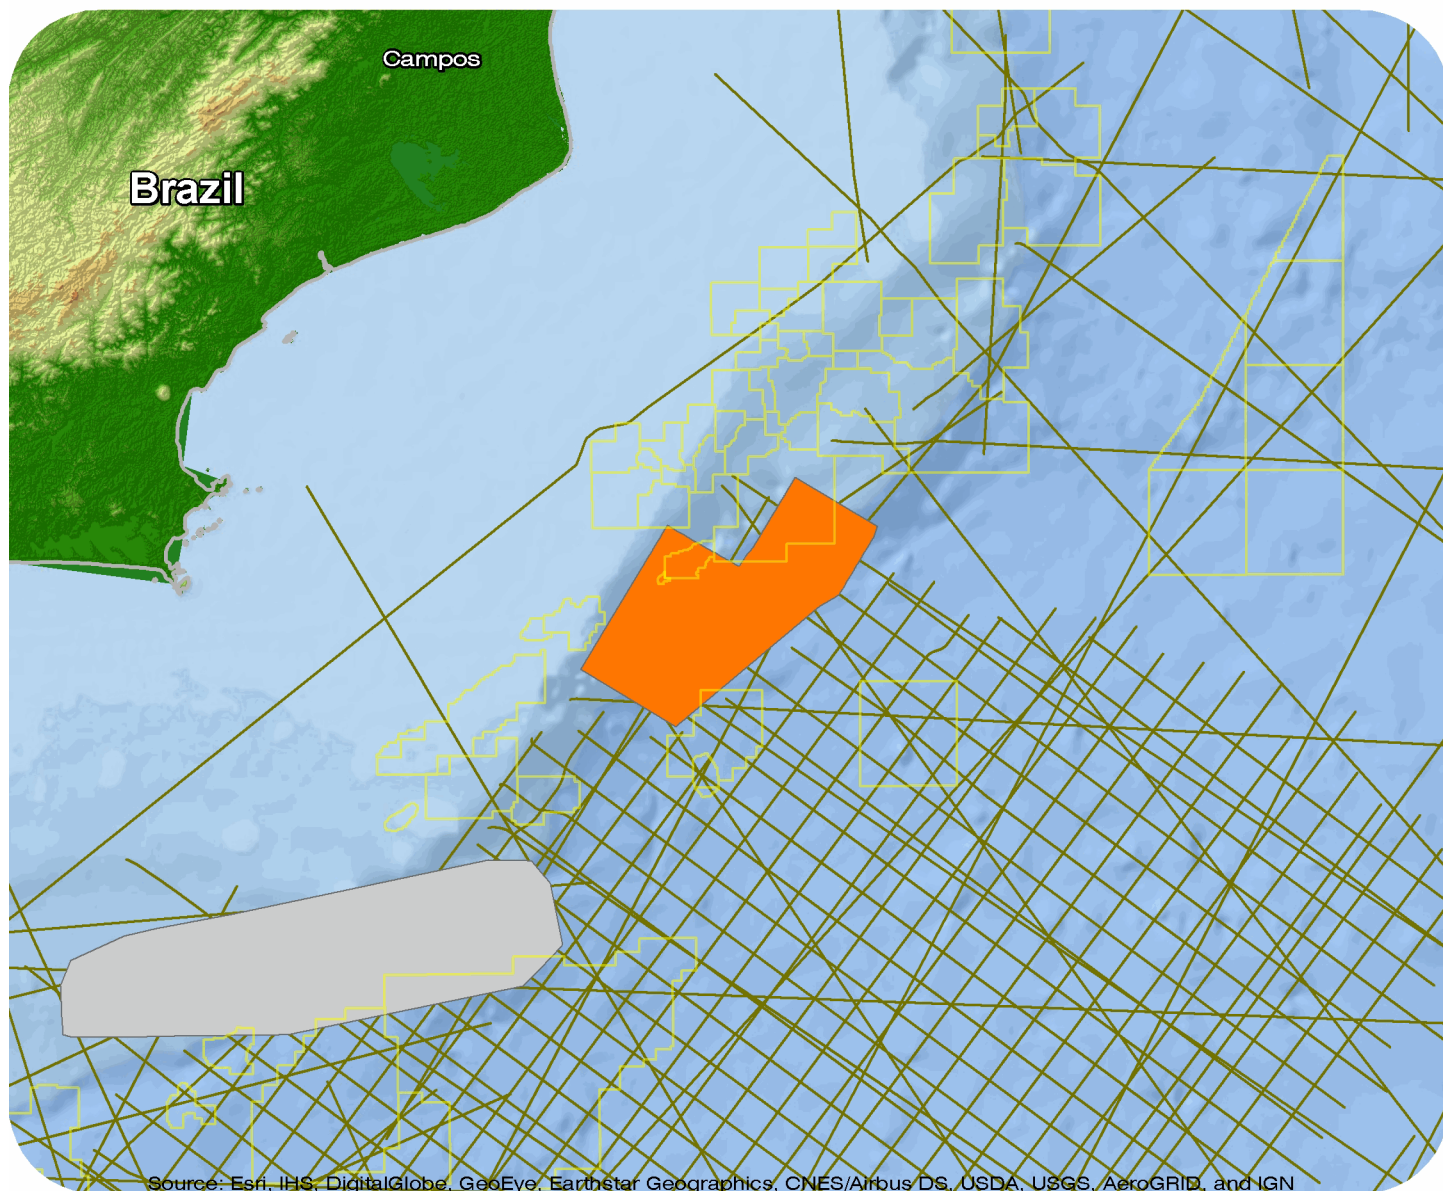 Campos
Brazil
Source: Esri, IHS, DigitalGlobe, GeoEye, Earthstar Geographics, CNES/Airbus DS, USDA, USGS, AeroGRID, and IGN